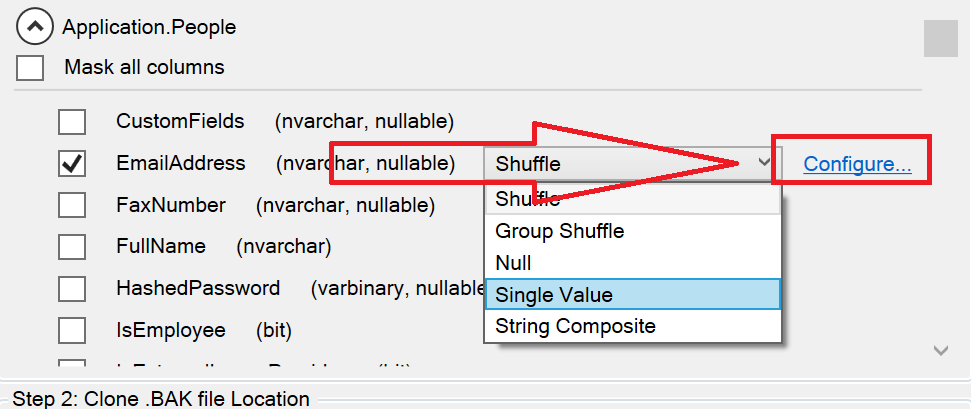 Application.People
Mask all columns
CustomFields (nvarchar, nullable)
EmailAddress (nvarchar, nullable) Shuffle Configure...
Shuffle
FaxNumber (nvarchar, nullable)
Group Shuffle
FullName (nvarchar)
Null
HashedPassword (varbinary, nullable
Single Value
IsEmployee (bit)
String Composite
(bit)
Step 2: Clone .BAK file Location